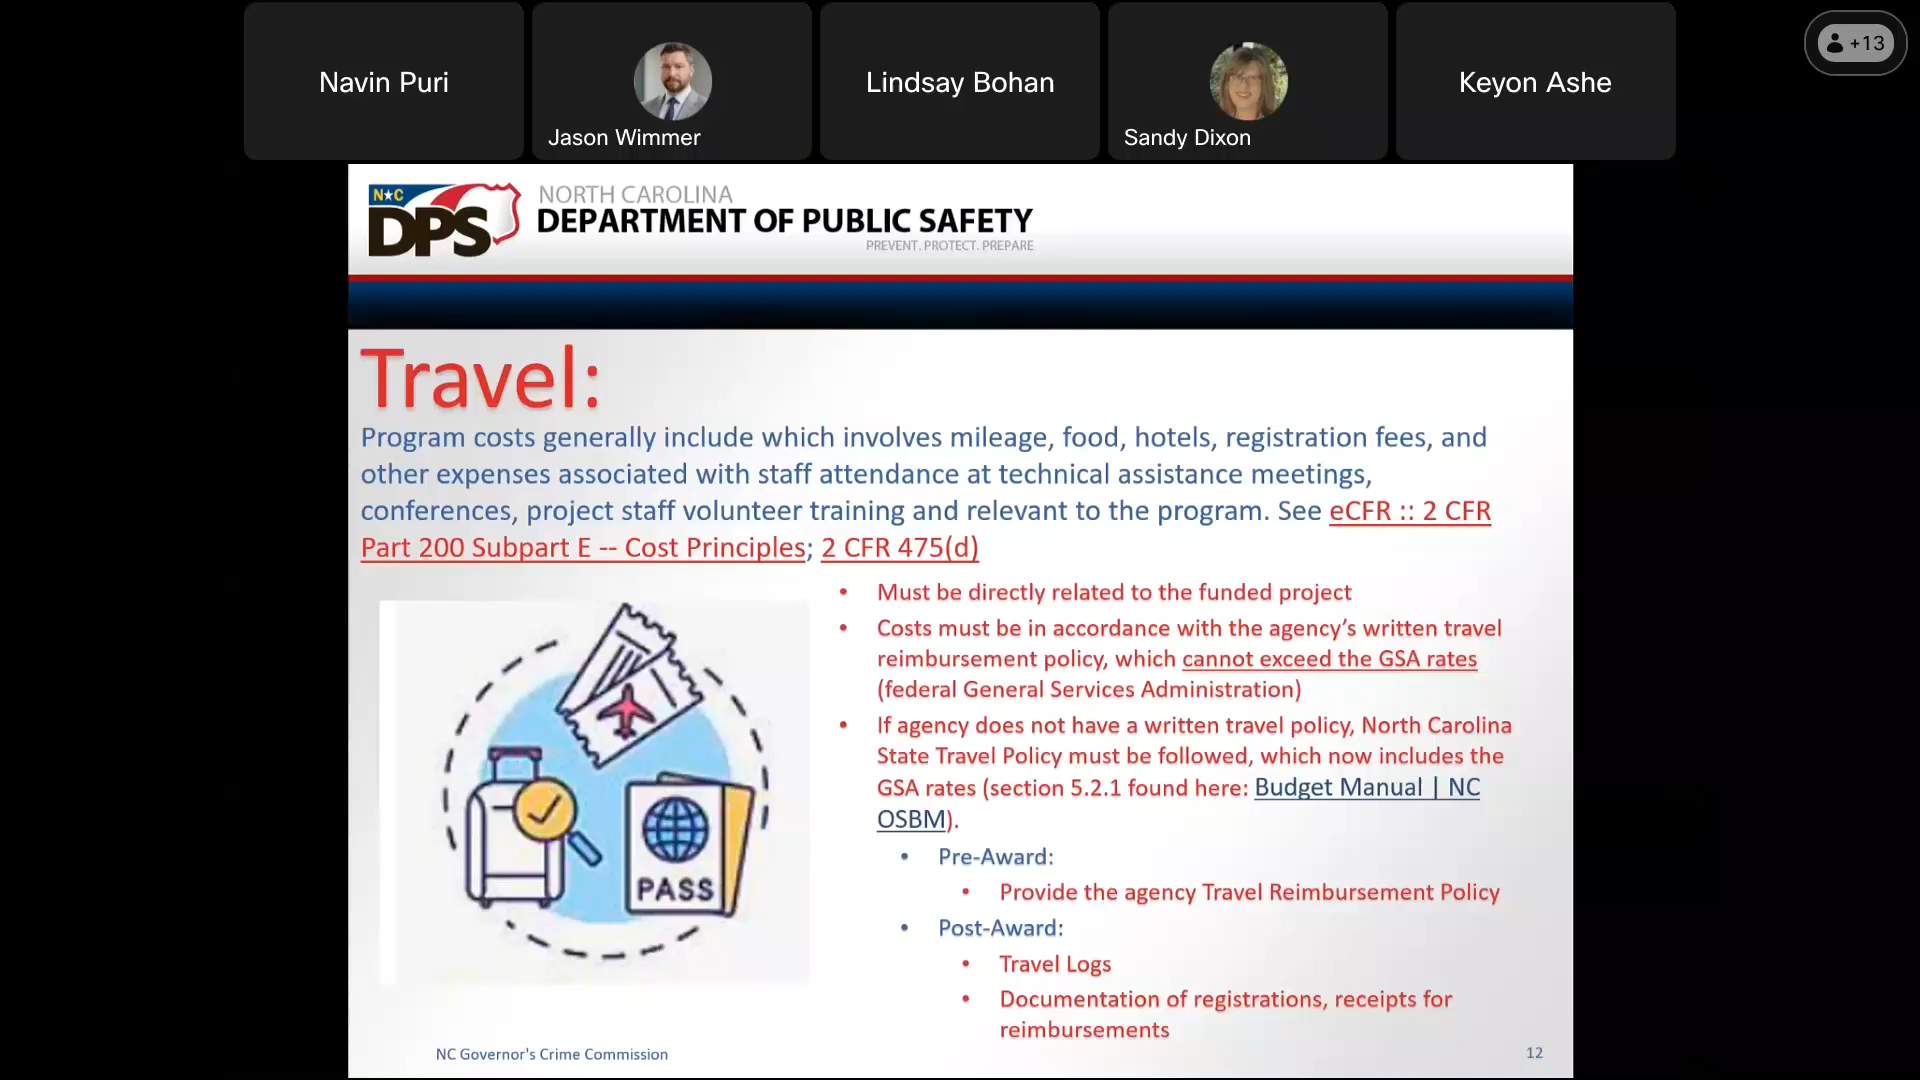 Navin Puri
Jason Wimmer
Lindsay Bohan
Sandy Dixon
Keyon Ashe
+13
N★C
DPS
NORTH CAROLINA
DEPARTMENT OF PUBLIC SAFETY
PREVENT. PROTECT. PREPARE
Travel:
Program costs generally include which involves mileage, food, hotels, registration fees, and
other expenses associated with staff attendance at technical assistance meetings,
conferences, project staff volunteer training and relevant to the program. See eCFR :: 2 CFR
Part 200 Subpart E -- Cost Principles; 2 CFR 475(d)
PASS
• Must be directly related to the funded project
• Costs must be in accordance with the agency’s written travel
reimbursement policy, which cannot exceed the GSA rates
(federal General Services Administration)
• If agency does not have a written travel policy, North Carolina
State Travel Policy must be followed, which now includes the
GSA rates (section 5.2.1 found here: Budget Manual | NC
OSBM).
• Pre-Award:
• Provide the agency Travel Reimbursement Policy
• Post-Award:
• Travel Logs
• Documentation of registrations, receipts for
reimbursements
NC Governor's Crime Commission
12